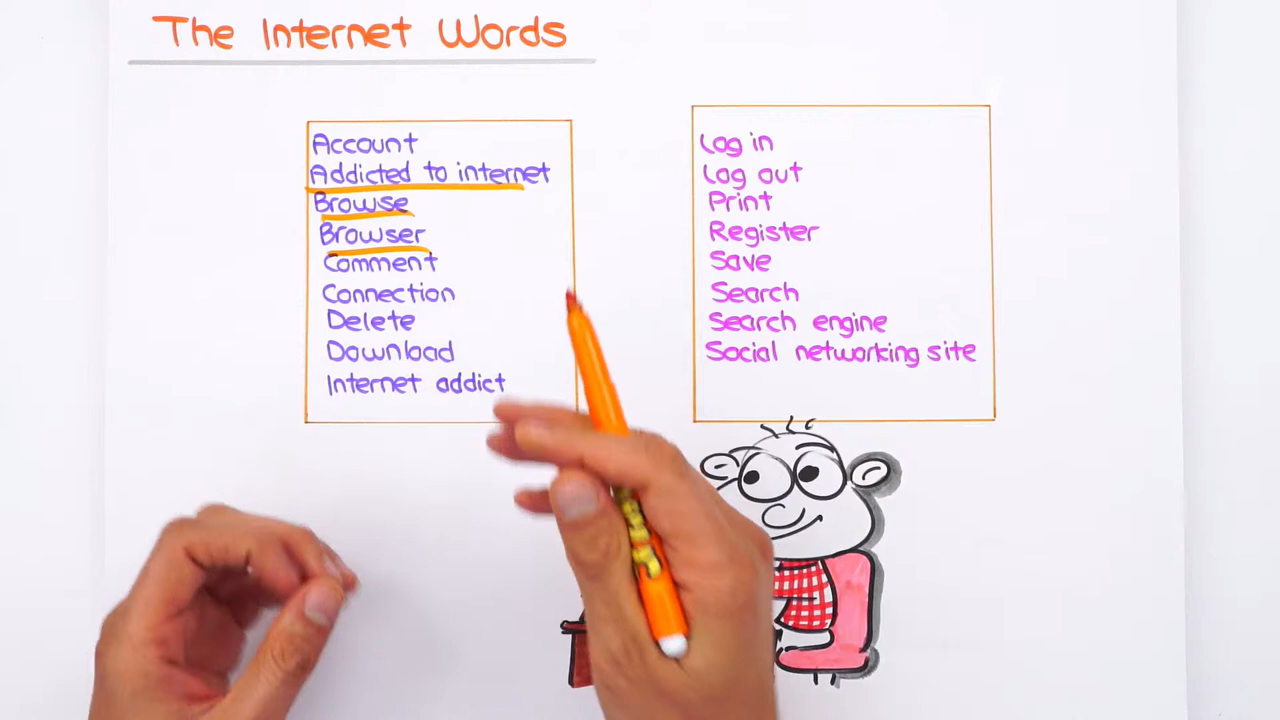 The Internet Words
Account
Addicted to internet
Browse
Browser
Comment
Connection
Delete
Download
Internet addict
Log in
Log out
Print
Register
Save
Search
Search engine
Social networking site